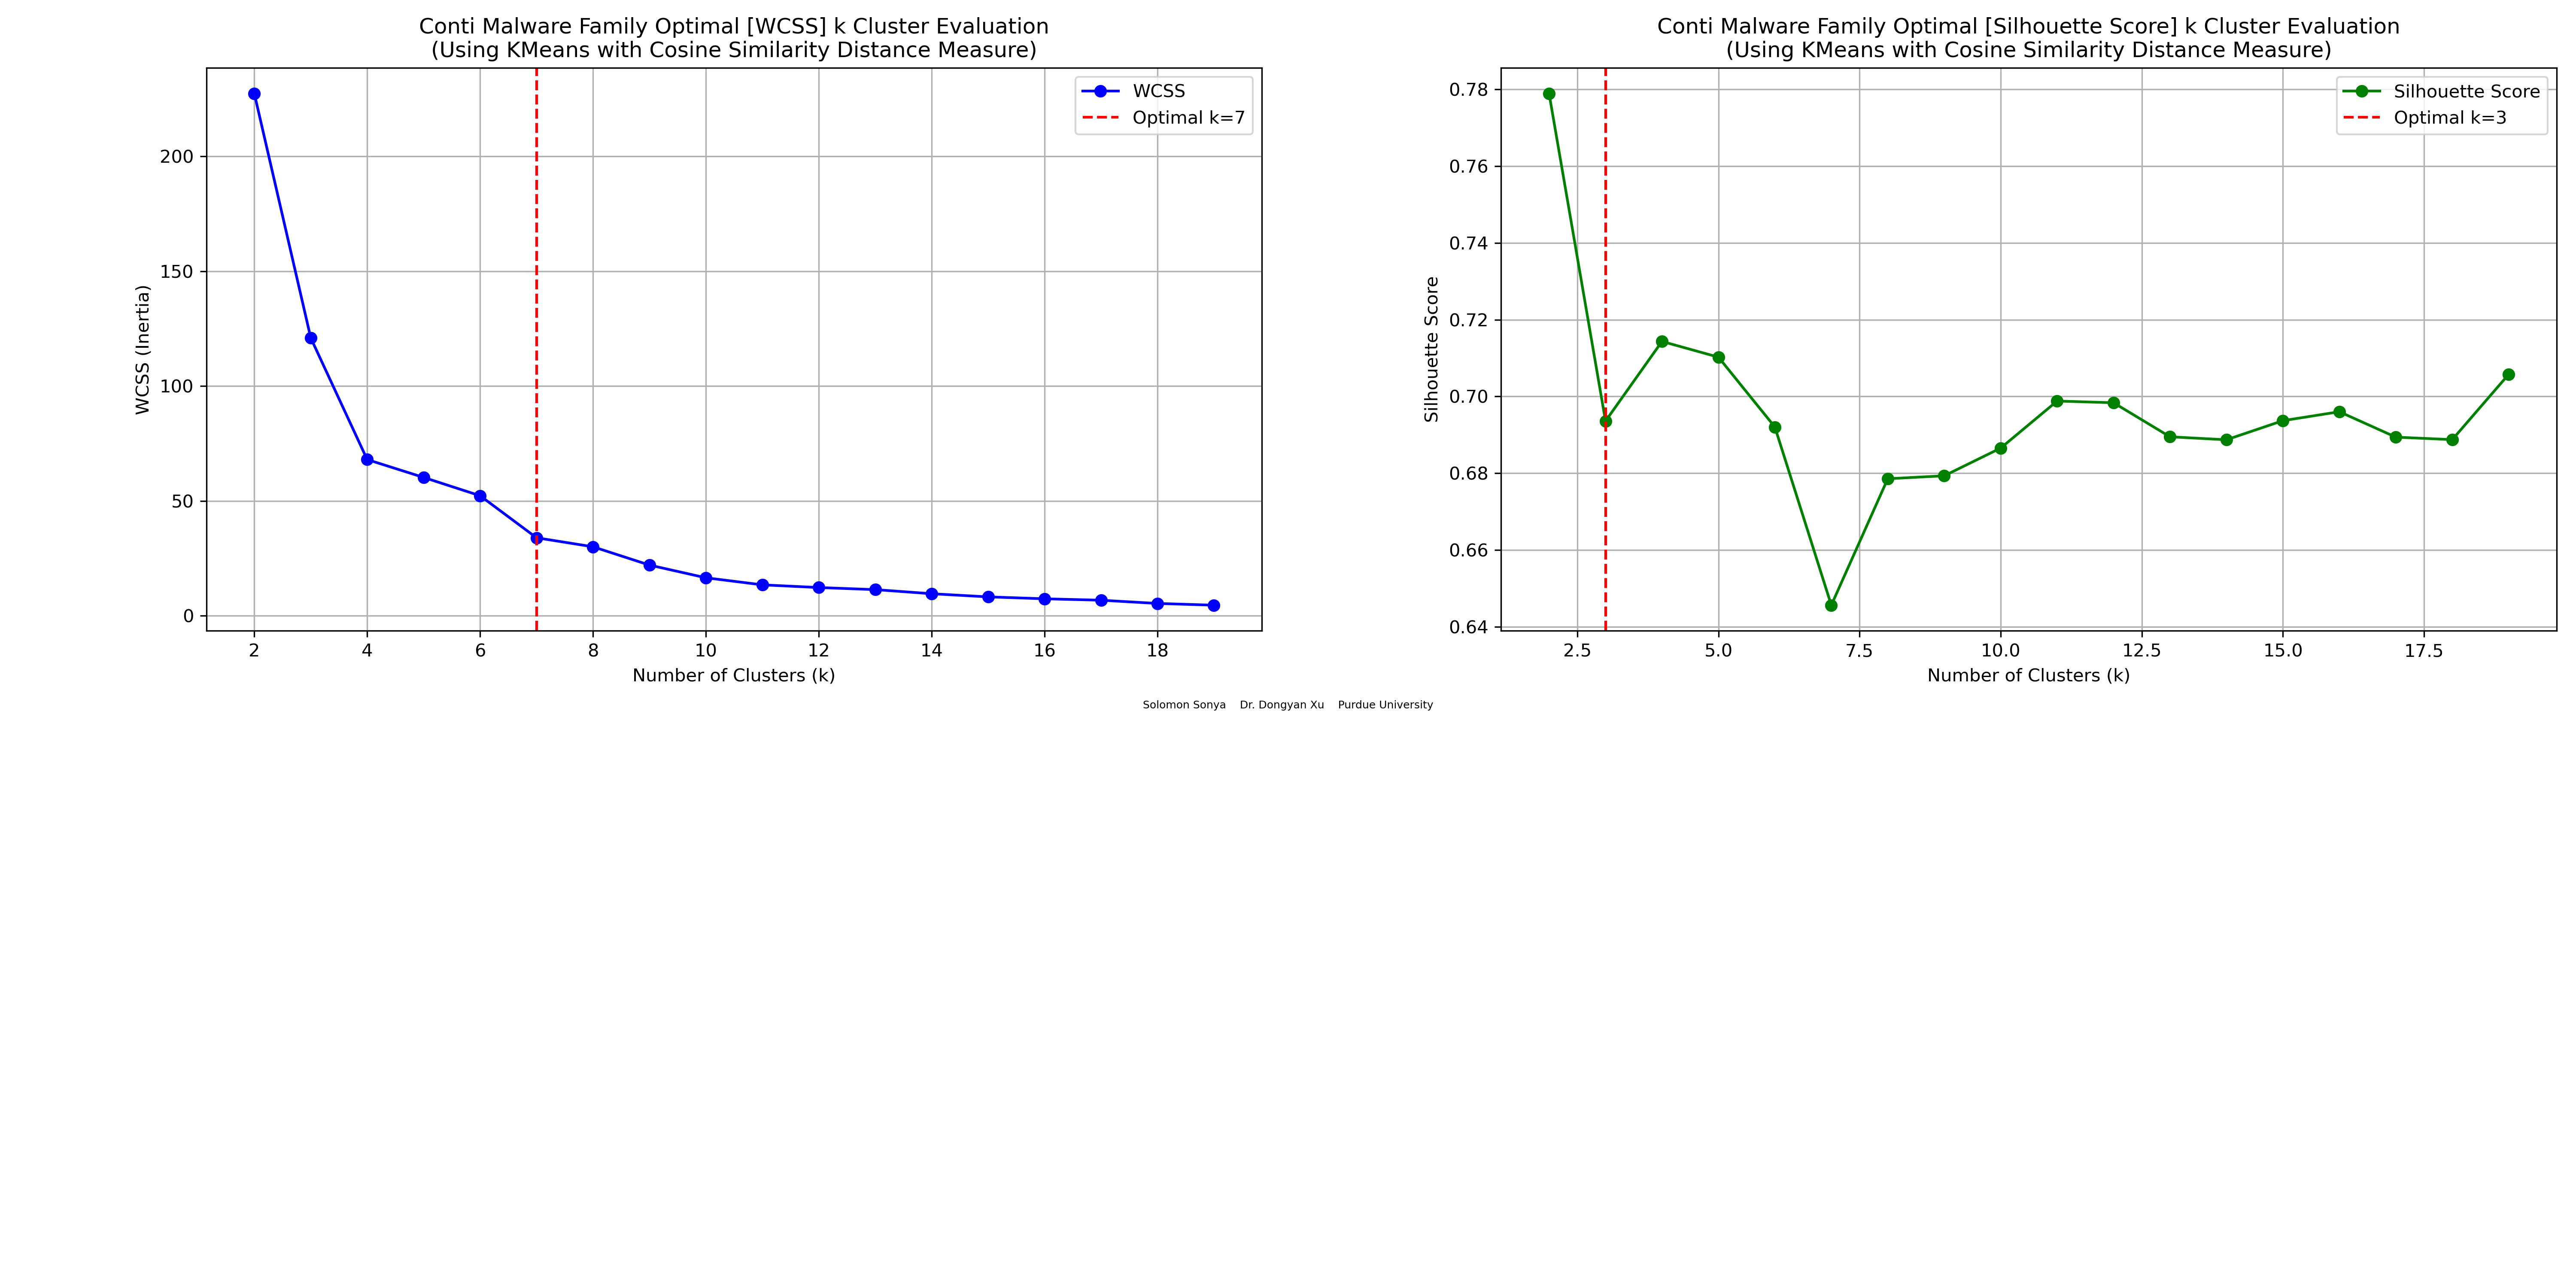 Conti Malware Family Optimal [WCSS] k Cluster Evaluation
(Using KMeans with Cosine Similarity Distance Measure)
WCSS
Optimal k=7
WCSS (Inertia)
200
150
100
50
0
2 4 6 8 10 12 14 16 18
Number of Clusters (k)
Conti Malware Family Optimal [Silhouette Score] k Cluster Evaluation
(Using KMeans with Cosine Similarity Distance Measure)
Silhouette Score
Optimal k=3
Silhouette Score
0.78
0.76
0.74
0.72
0.70
0.68
0.66
0.64
2.5 5.0 7.5 10.0 12.5 15.0 17.5
Number of Clusters (k)
Solomon Sonya Dr. Dongyan Xu Purdue University